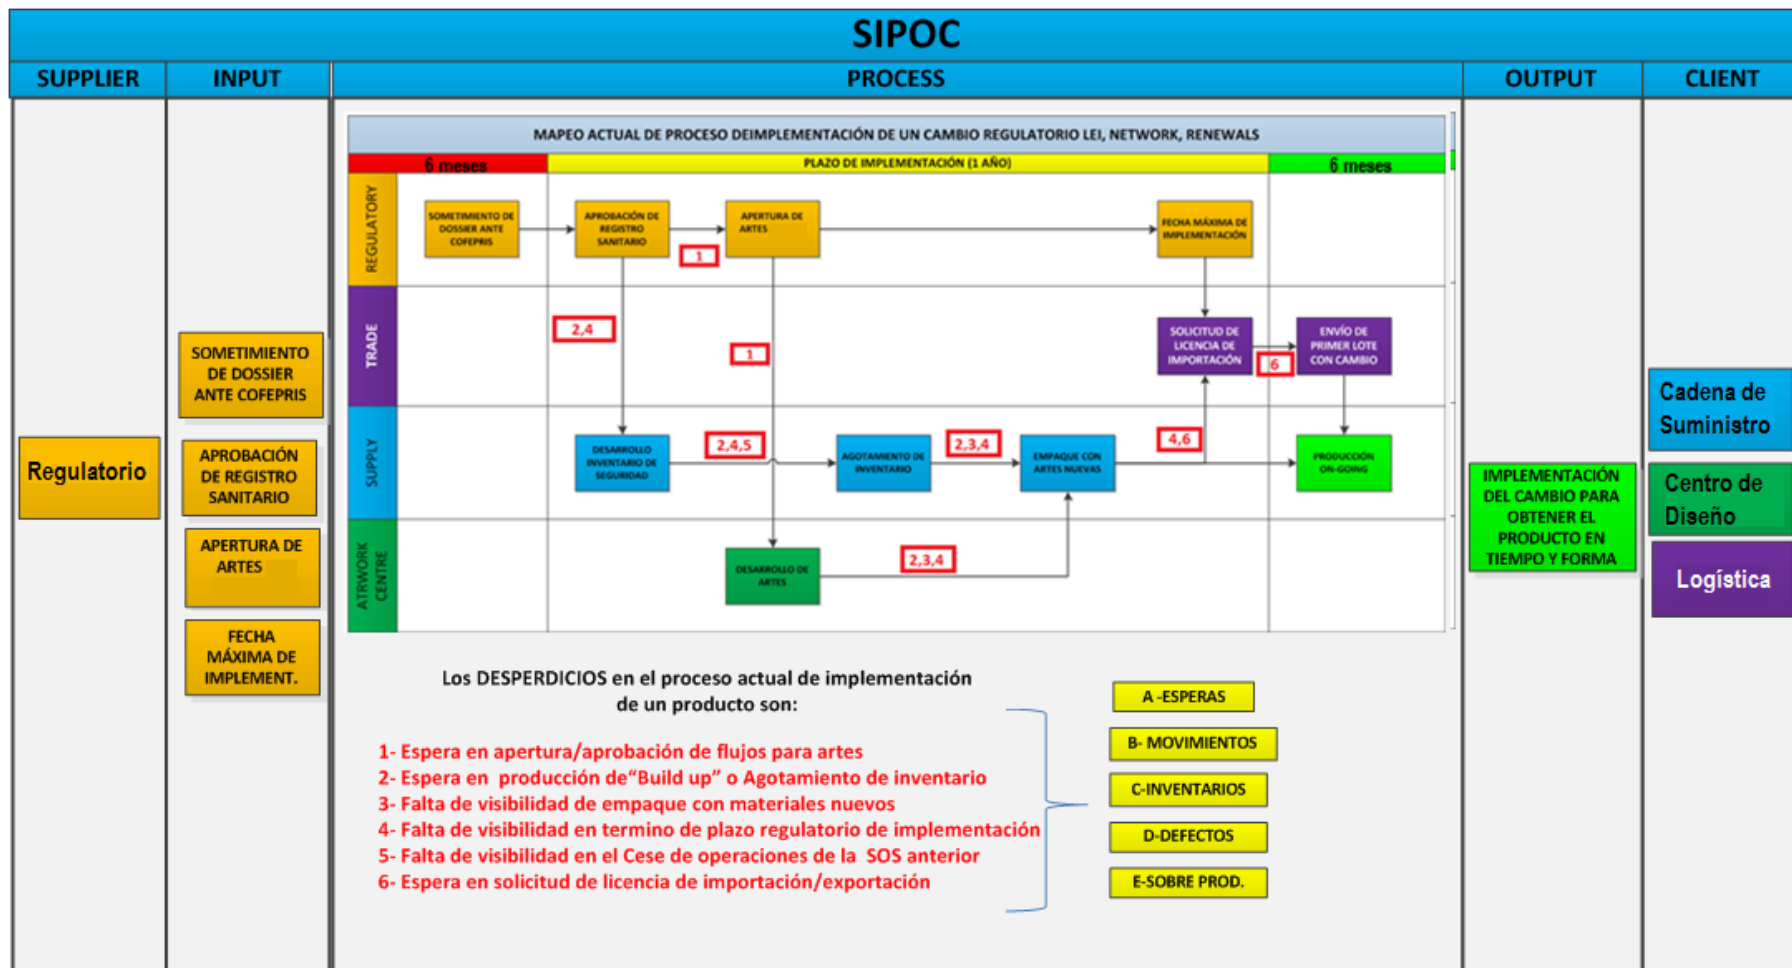 SIPOC
SUPPLIER
INPUT
PROCESS
OUTPUT
CLIENT
Regulatorio
SOMETIMIENTO
DE DOSSIER
ANTE COFEPRIS
APROBACIÓN
DE REGISTRO
SANITARIO
APERTURA DE
ARTES
FECHA
MÁXIMA DE
IMPLEMENT.
MAPEO ACTUAL DE PROCESO DEIMPLEMENTACIÓN DE UN CAMBIO REGULATORIO LEI, NETWORK, RENEWALS
6 meses
PLAZO DE IMPLEMENTACIÓN (1 AÑO)
6 meses
REGULATORY
SOMETIMIENTO DE
DOSSIER ANTE
COFEPRIS
APROBACIÓN DE
REGISTRO
SANITARIO
1
APERTURA DE
ARTES
FECHA MÁXIMA DE
IMPLEMENTACIÓN
TRADE
2,4
1
SOLICITUD DE
LICENCIA DE
IMPORTACIÓN
6
ENVÍO DE
PRIMER LOTE
CON CAMBIO
SUPPLY
DESARROLLO
INVENTARIO DE
SEGURIDAD
2,4,5
AGOTAMIENTO DE
INVENTARIO
2,3,4
EMPAQUE CON
ARTES NUEVAS
4,6
PRODUCCIÓN
ON-GOING
ATRWORK
CENTRE
DESARROLLO DE
ARTES
2,3,4
Los DESPERDICIOS en el proceso actual de implementación
de un producto son:
1- Espera en apertura/aprobación de flujos para artes
2- Espera en producción de“Build up” o Agotamiento de inventario
3- Falta de visibilidad de empaque con materiales nuevos
4- Falta de visibilidad en termino de plazo regulatorio de implementación
5- Falta de visibilidad en el Cese de operaciones de la SOS anterior
6- Espera en solicitud de licencia de importación/exportación
A -ESPERAS
B- MOVIMIENTOS
C-INVENTARIOS
D-DEFECTOS
E-SOBRE PROD.
IMPLEMENTACIÓN
DEL CAMBIO PARA
OBTENER EL
PRODUCTO EN
TIEMPO Y FORMA
Cadena de
Suministro
Centro de
Diseño
Logística